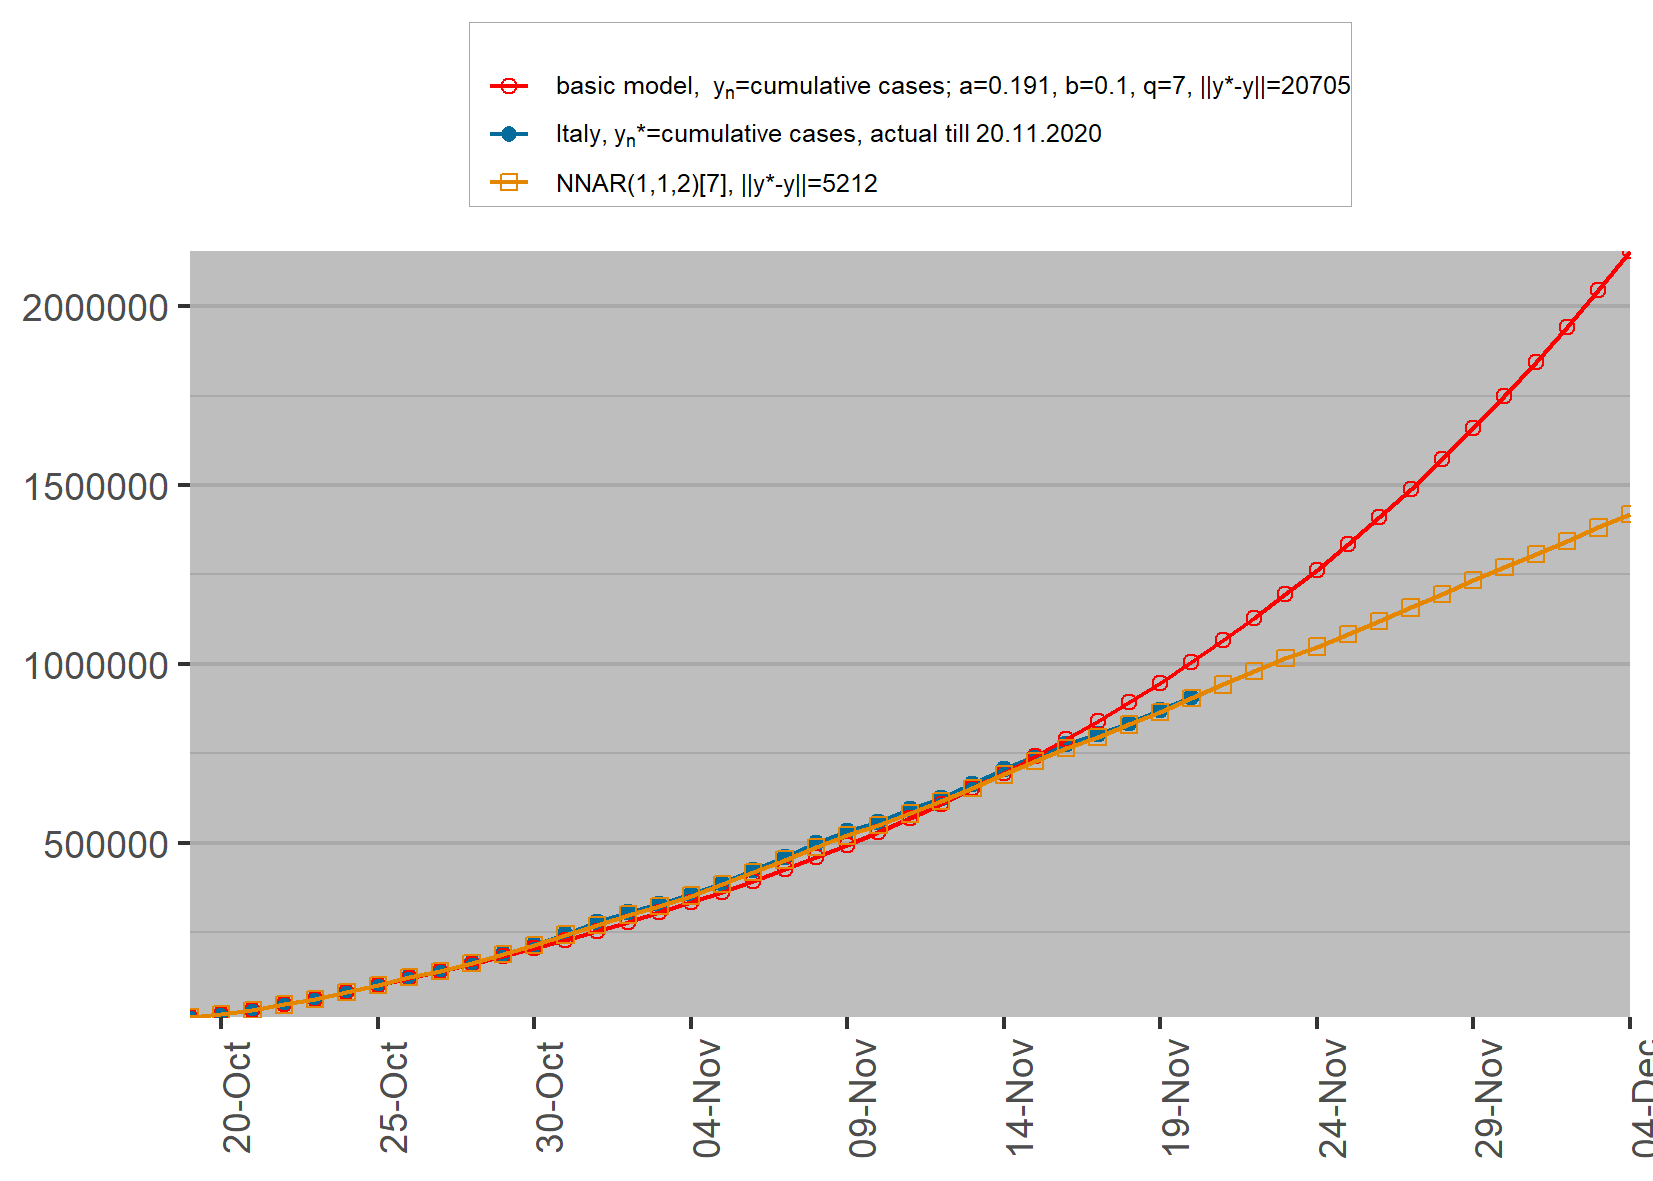 basic model, yₙ=cumulative cases; a=0.191, b=0.1, q=7, ||y*-y||=20705
Italy, yₙ*=cumulative cases, actual till 20.11.2020
NNAR(1,1,2)[7], ||y*-y||=5212
2000000
1500000
1000000
500000
20-Oct
25-Oct
30-Oct
04-Nov
09-Nov
14-Nov
19-Nov
24-Nov
29-Nov
04-Dec